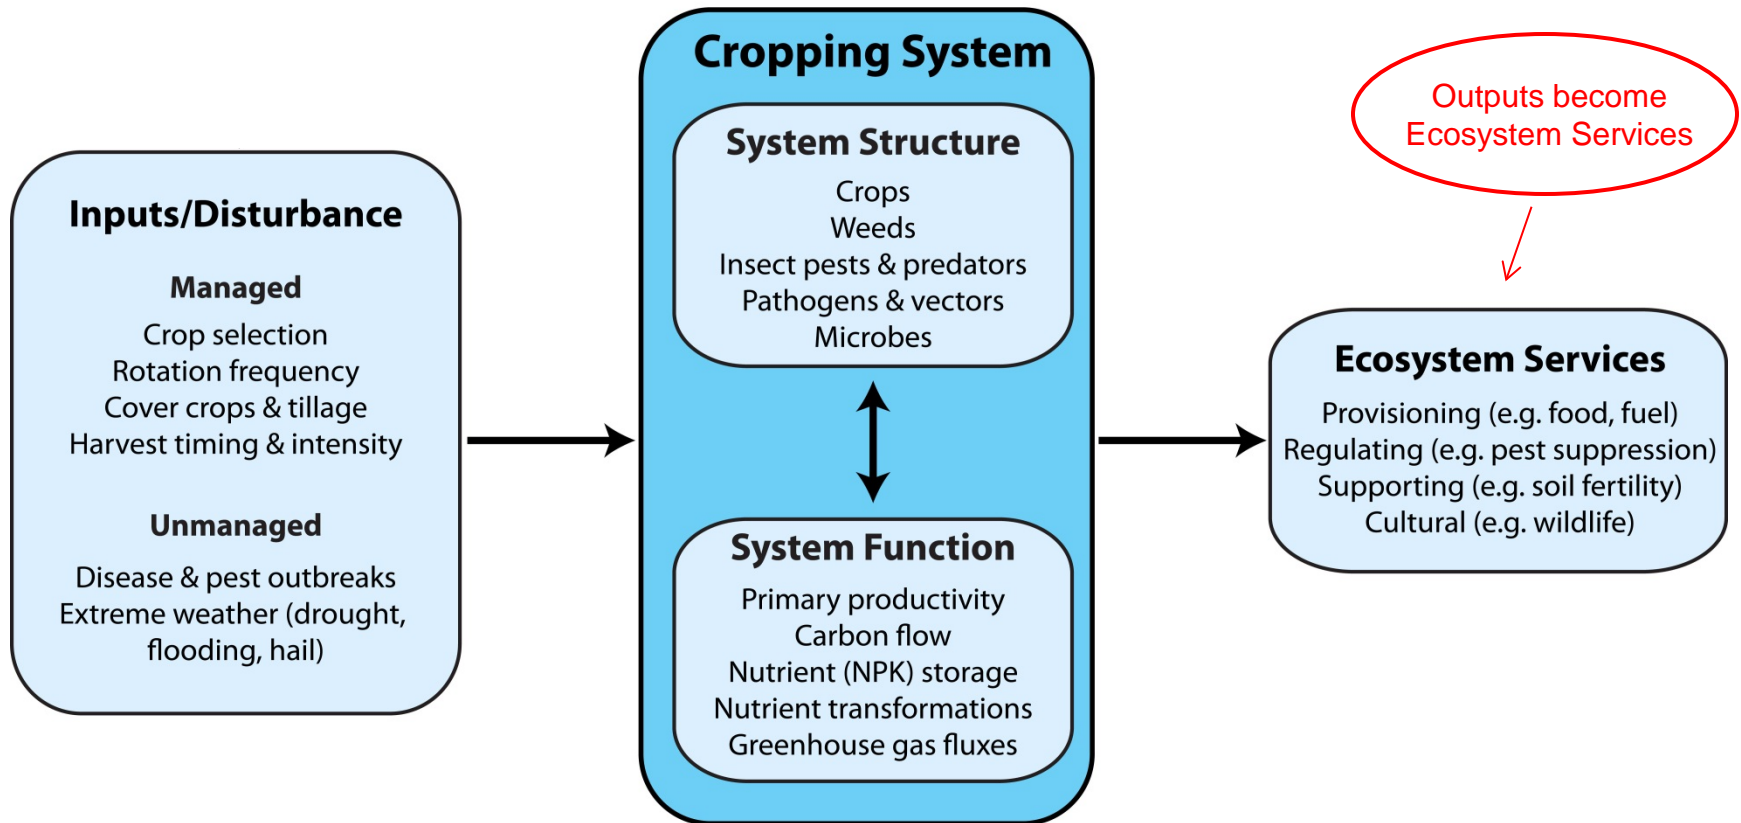 Inputs/Disturbance
Managed
Crop selection
Rotation frequency
Cover crops & tillage
Harvest timing & intensity
Unmanaged
Disease & pest outbreaks
Extreme weather (drought,
flooding, hail)
Cropping System
System Structure
Crops
Weeds
Insect pests & predators
Pathogens & vectors
Microbes
System Function
Primary productivity
Carbon flow
Nutrient (NPK) storage
Nutrient transformations
Greenhouse gas fluxes
Outputs become
Ecosystem Services
Ecosystem Services
Provisioning (e.g. food, fuel)
Regulating (e.g. pest suppression)
Supporting (e.g. soil fertility)
Cultural (e.g. wildlife)